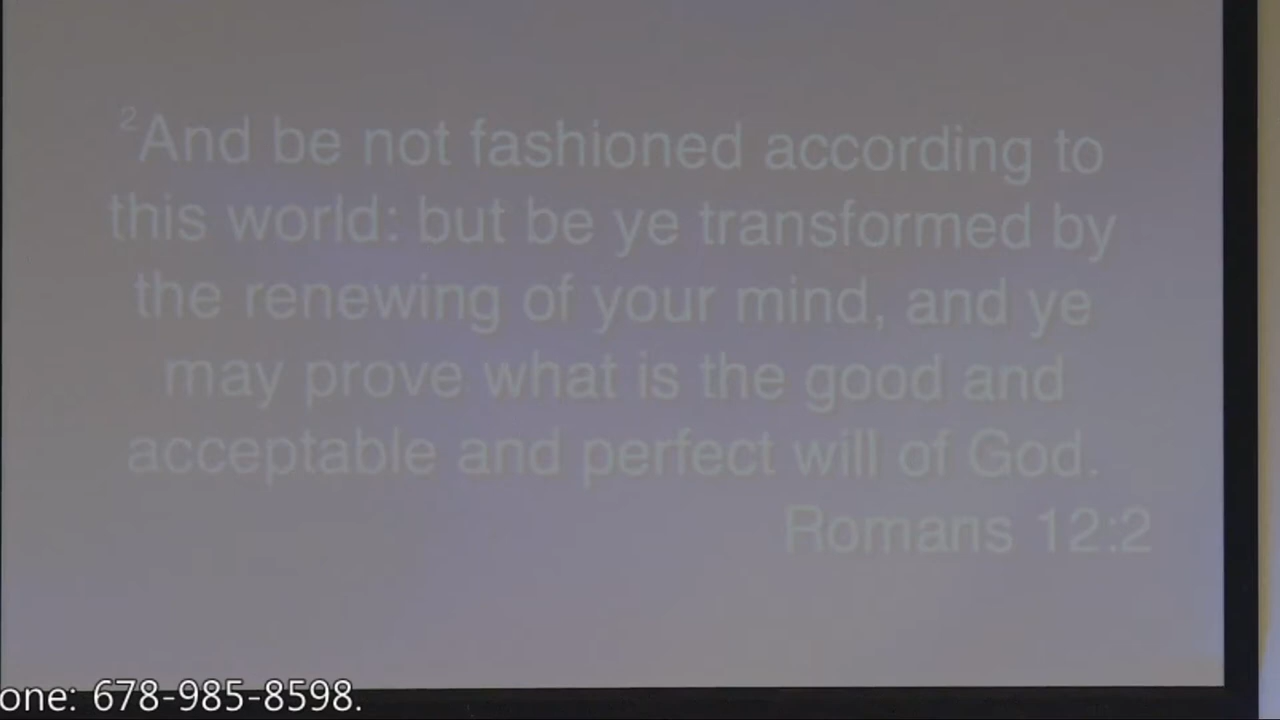 2And be not fashioned according to
this world: but be ye transformed by
the renewing of your mind, and ye
may prove what is the good and
acceptable and perfect will of God.
Romans 12:2
one: 678-985-8598.